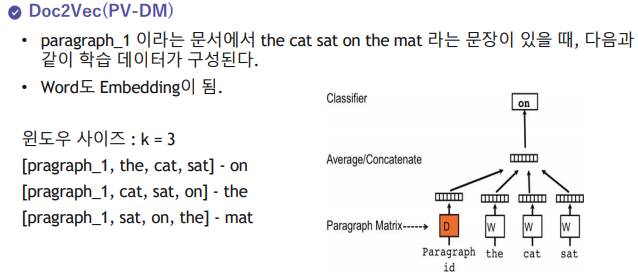 Doc2Vec(PV-DM)
• paragraph_1 이라는 문서에서 the cat sat on the mat 라는 문장이 있을 때, 다음과
같이 학습 데이터가 구성된다.
• Word도 Embedding이 됨.
윈도우 사이즈 : k = 3
[pragraph_1, the, cat, sat] - on
[pragraph_1, cat, sat, on] - the
[pragraph_1, sat, on, the] - mat
Classifier
on
Average/Concatenate
Paragraph Matrix
D W W W
Paragraph the cat sat
id